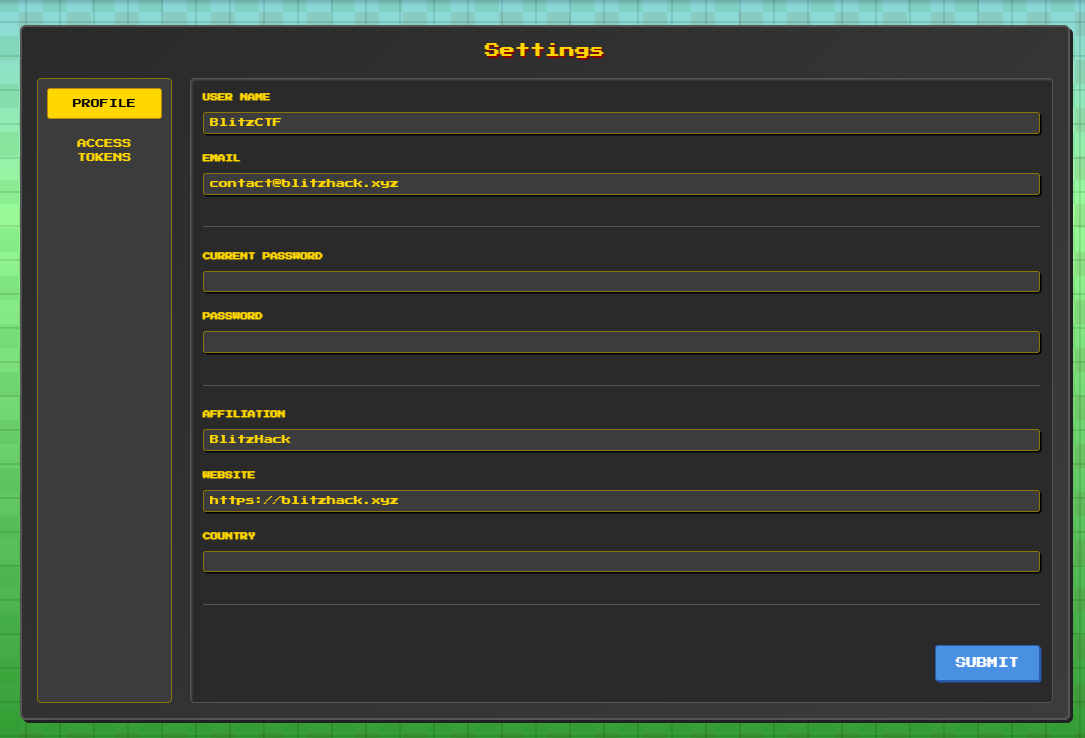 Settings
PROFILE
ACCESS
TOKENS
USER NAME
BlitzCTF
EMAIL
contact@blitzhack.xyz
CURRENT PASSWORD
PASSWORD
AFFILIATION
BlitzHack
WEBSITE
https://blitzhack.xyz
COUNTRY
SUBMIT